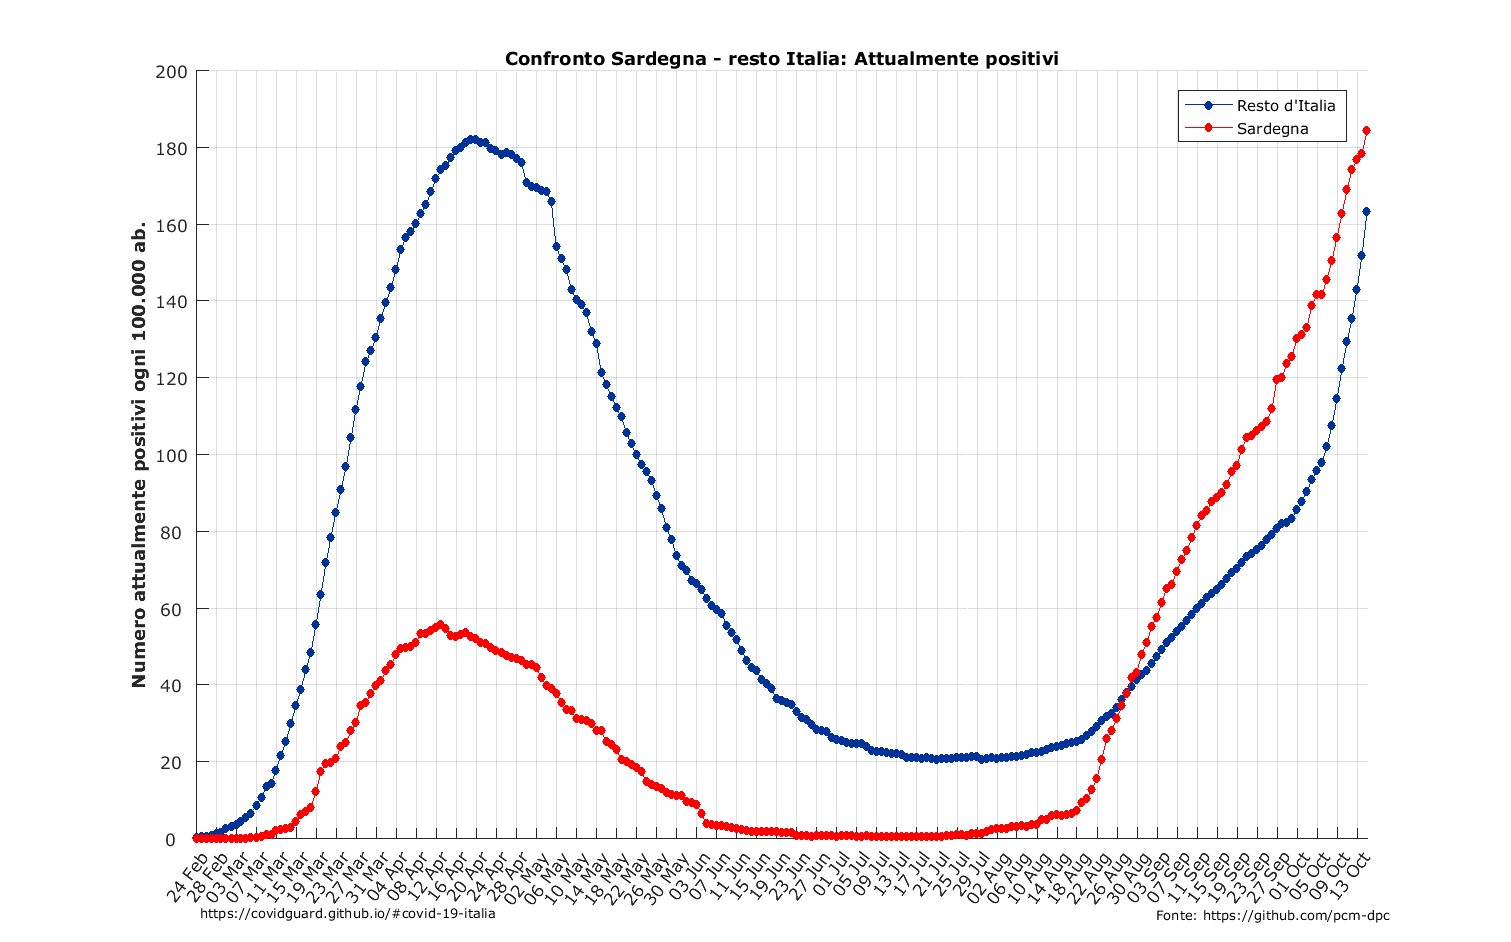 Confronto Sardegna - resto Italia: Attualmente positivi
Resto d'Italia
Sardegna
Numero attualmente positivi ogni 100.000 ab.
200
180
160
140
120
100
80
60
40
20
0
24 Feb
28 Feb
03 Mar
07 Mar
11 Mar
15 Mar
19 Mar
23 Mar
27 Mar
31 Mar
04 Apr
08 Apr
12 Apr
16 Apr
20 Apr
24 Apr
28 Apr
02 May
06 May
10 May
14 May
18 May
22 May
26 May
30 May
03 Jun
07 Jun
11 Jun
15 Jun
19 Jun
23 Jun
27 Jun
01 Jul
05 Jul
09 Jul
13 Jul
17 Jul
21 Jul
25 Jul
29 Jul
02 Aug
06 Aug
10 Aug
14 Aug
18 Aug
22 Aug
26 Aug
30 Aug
03 Sep
07 Sep
11 Sep
15 Sep
19 Sep
23 Sep
27 Sep
01 Oct
05 Oct
09 Oct
13 Oct
https://covidguard.github.io/#covid-19-italia
Fonte: https://github.com/pcm-dpc